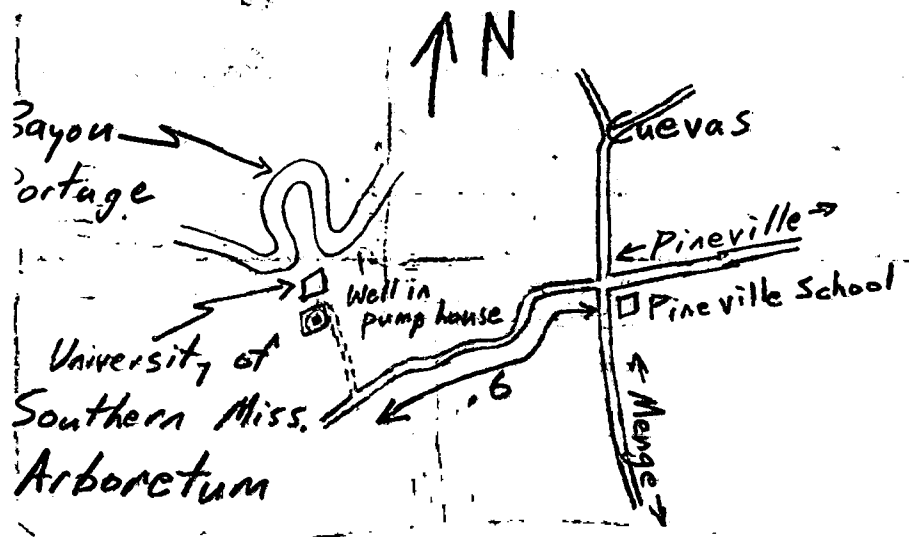 N
Bayou
Portage
Cuevas
Pineville
Pineville School
Well in
pump house
University of
Southern Miss.
Arboretum
.6
Menge